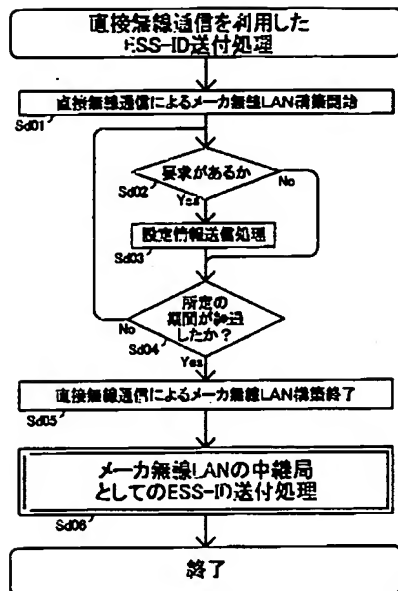 直接無線通信を利用した
ESS-ID送付処理
直接無線通信によるメーカ無線LAN構築開始
Sd01
要求があるか
Sd02
No
Yes
設定情報送信処理
Sd03
所定の
期間が経過
したか？
No
Sd04
Yes
直接無線通信によるメーカ無線LAN構築終了
Sd05
メーカ無線LANの中継局
としてのESS-ID送付処理
Sd06
終了